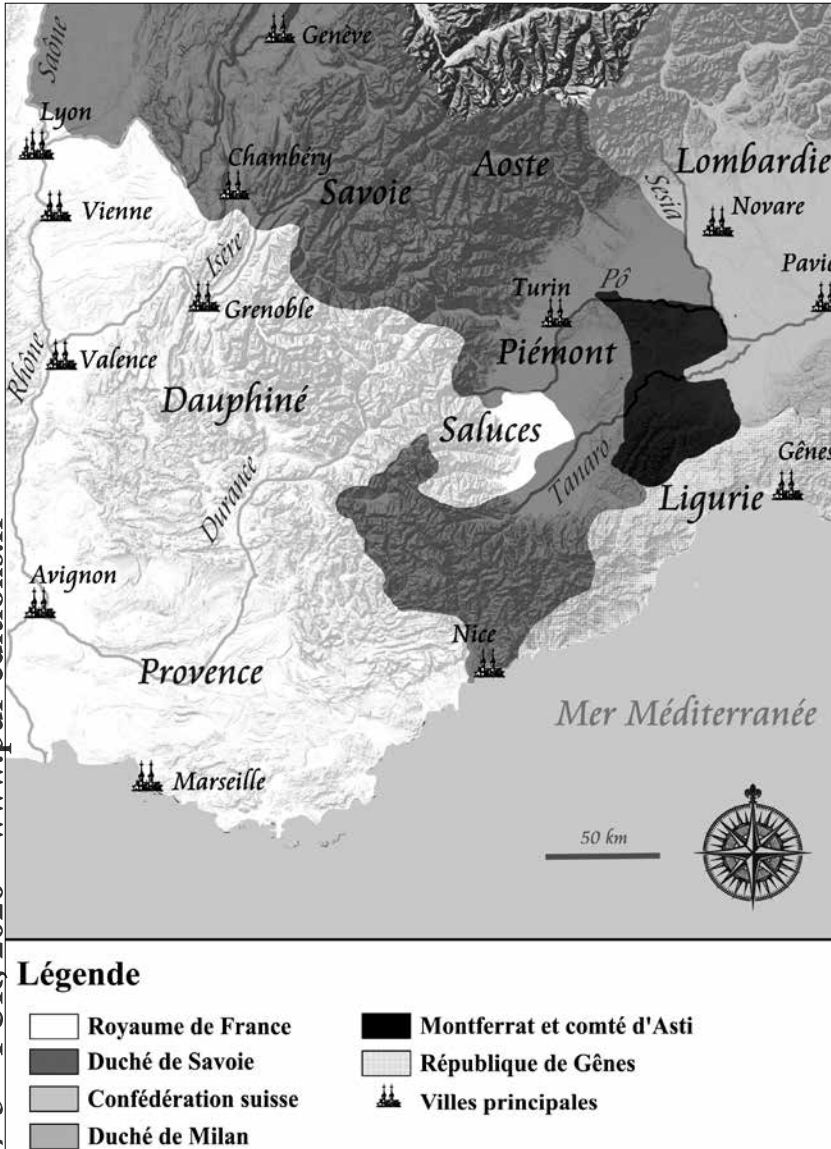 Saône
Genève
Lyon
Chambéry
Aoste
Lombardie
Savoie
Sesia
Vienne
Novare
Isère
Pô
Pavie
Turin
Grenoble
Rhône
Valence
Piémont
Dauphiné
Saluces
Tanaro
Gênes
Durance
Ligurie
Avignon
Nice
Provence
Mer Méditerranée
Marseille
50 km
Légende
Royaume de France
Duché de Savoie
Confédération suisse
Duché de Milan
Montferrat et comté d'Asti
République de Gênes
Villes principales